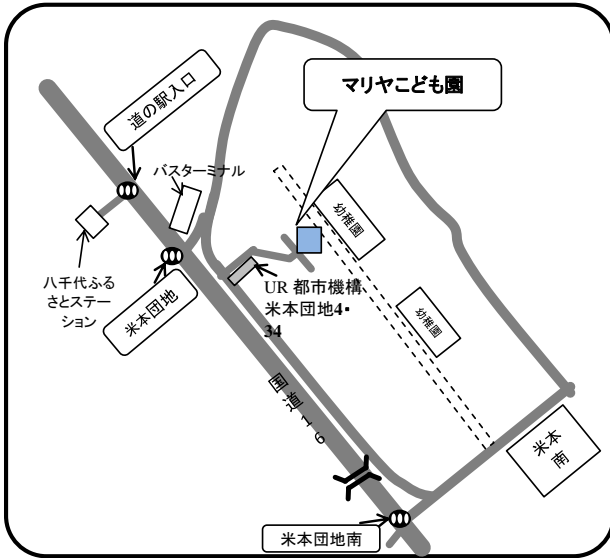 マリヤこども園
道の駅入口
バスターミナル
幼稚園
八千代ふる
さとステー
ション
米本団地
UR 都市機構
米本団地4・
34
幼稚園
国道16
米本
南
米本団地南